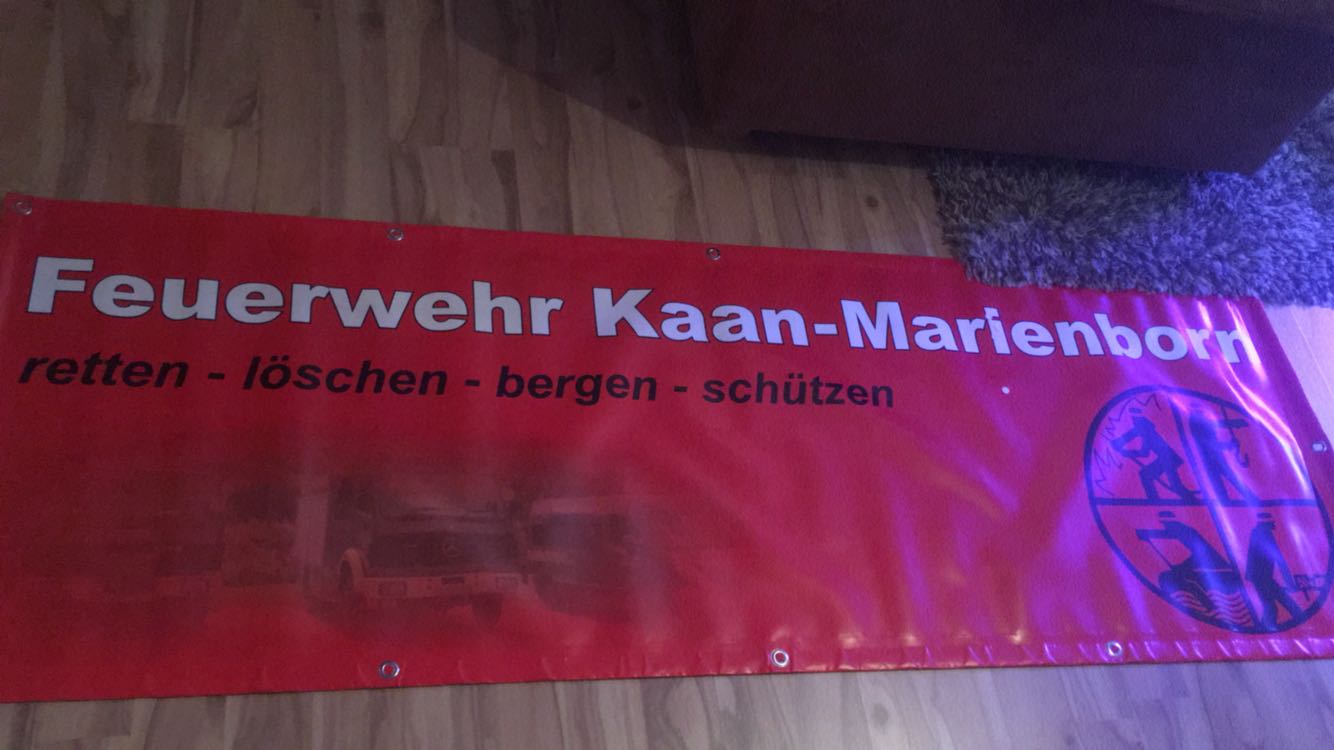 Feuerwehr Kaan-Marienborn
retten - löschen - bergen - schützen